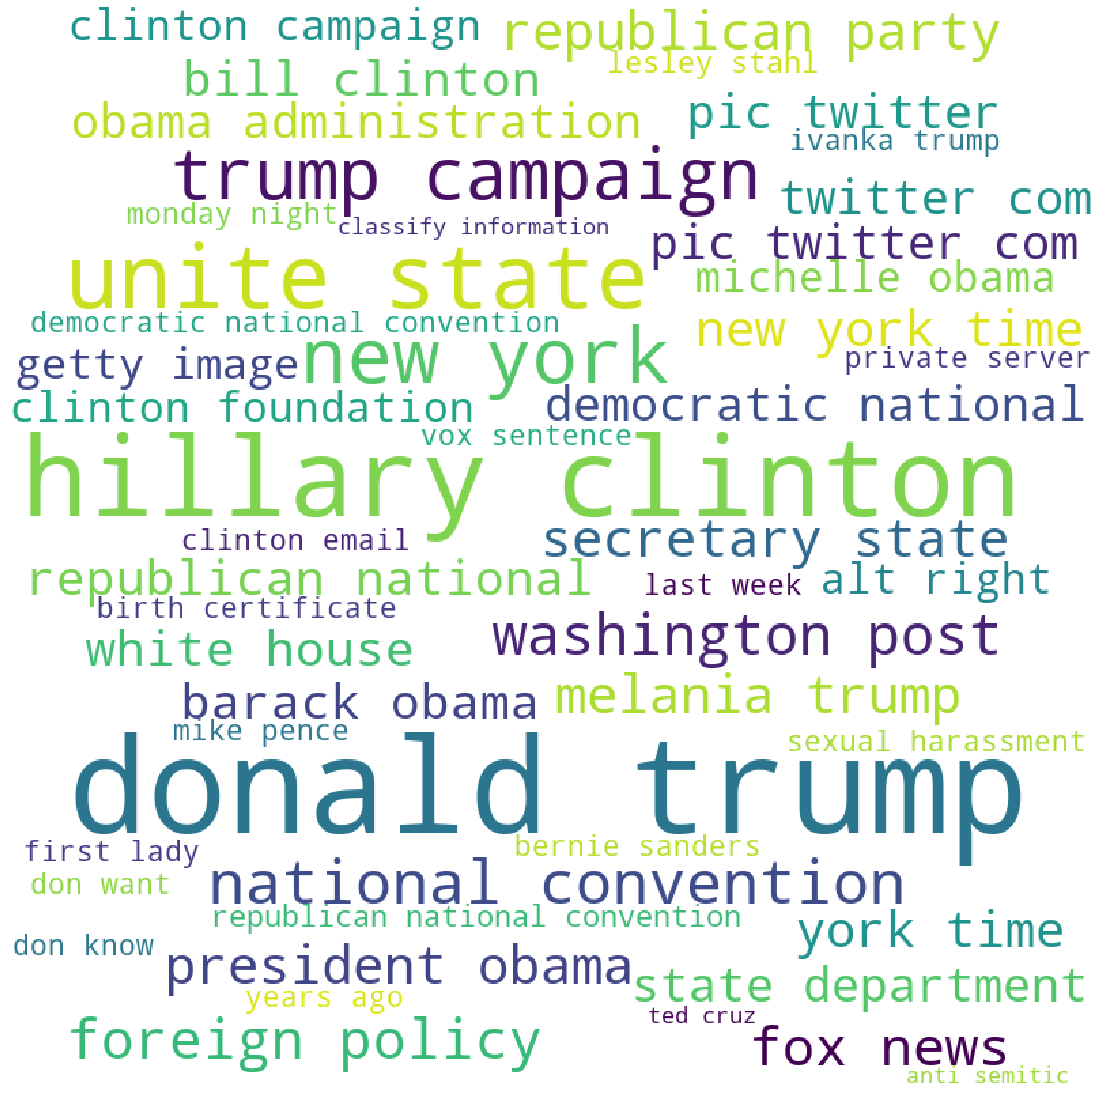 clinton campaign
republican party
lesley stahl
bill clinton
obama administration
pic twitter
ivanka trump
trump campaign
twitter com
monday night
classify information
pic twitter com
unite state
michelle obama
democratic national convention
new york time
new york
getty image
private server
clinton foundation
democratic national
vox sentence
hillary clinton
clinton email
secretary state
republican national
last week
alt right
birth certificate
white house
washington post
barack obama
melania trump
mike pence
sexual harassment
donald trump
first lady
bernie sanders
don want
national convention
republican national convention
york time
don know
president obama
state department
years ago
ted cruz
foreign policy
fox news
anti semitic